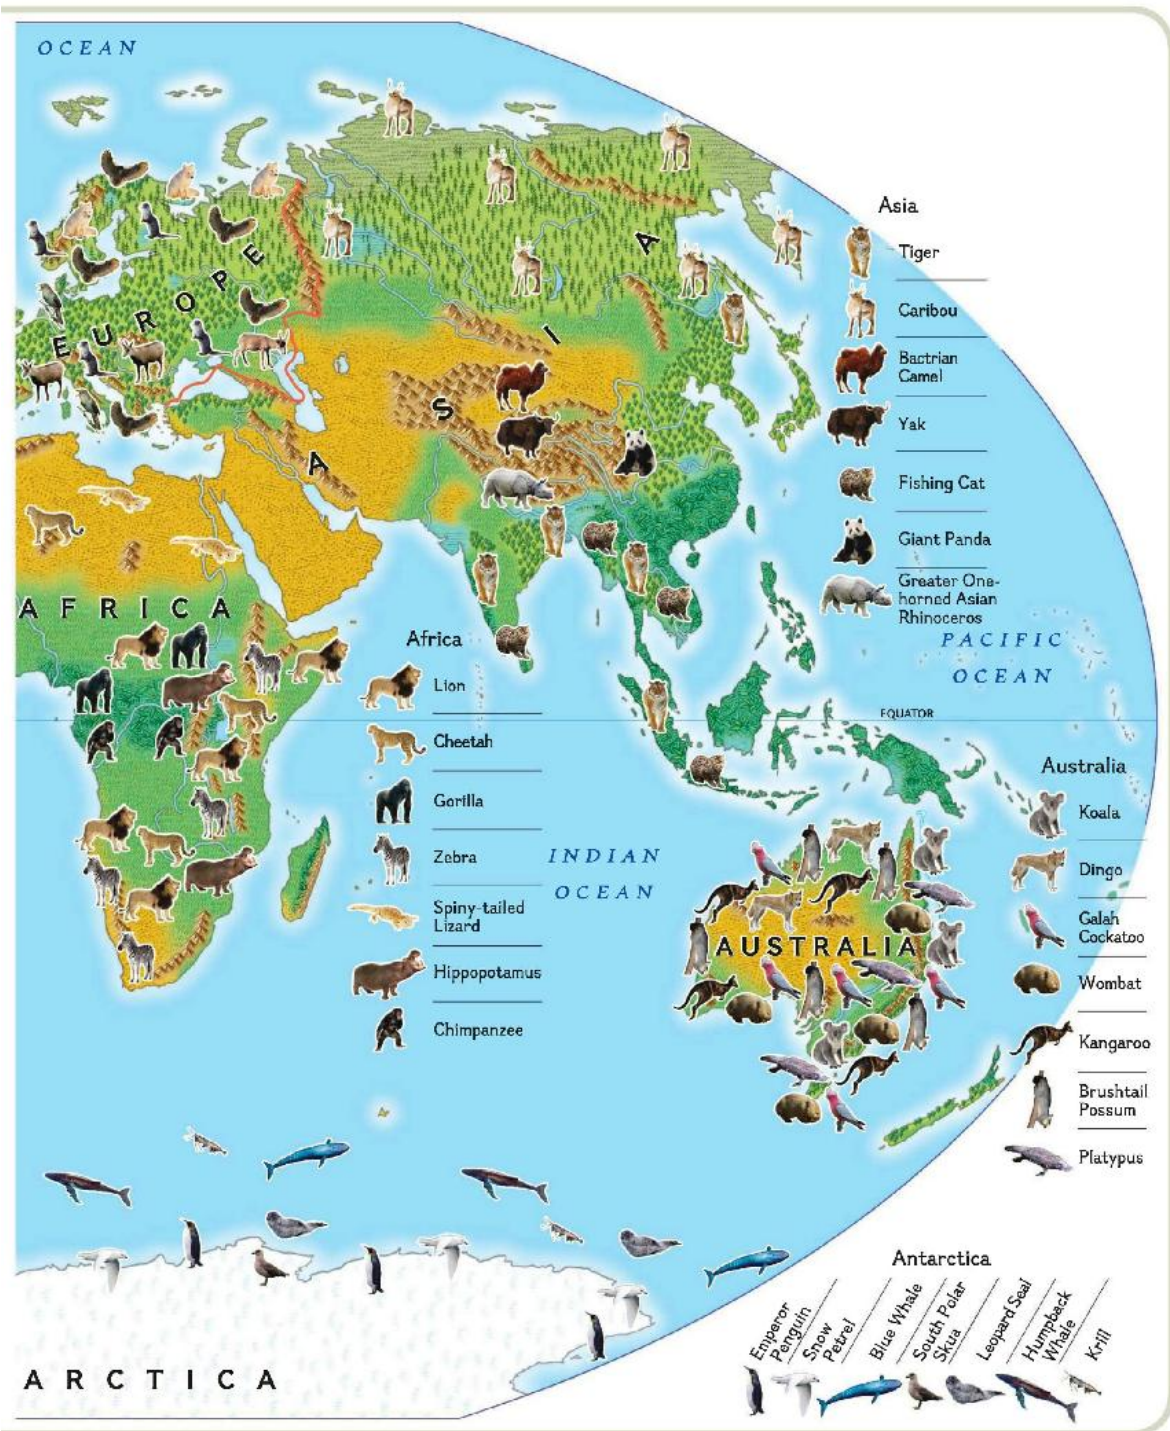 OCEAN
EUROPE
ASIA
AFRICA
Asia
Tiger
Caribou
Bactrian
Camel
Yak
Fishing Cat
Giant Panda
Greater One-
horned Asian
Rhinoceros
PACIFIC
OCEAN
EQUATOR
Africa
Lion
Cheetah
Gorilla
Zebra
Spiny-tailed
Lizard
Hippopotamus
Chimpanzee
INDIAN
OCEAN
Australia
Koala
Dingo
Galah
Cockatoo
Wombat
Kangaroo
Brushtail
Possum
Platypus
AUSTRALIA
Antarctica
Emperor
Penguin
Snow
Petrel
Blue Whale
South Polar
Skua
Leopard Seal
Humpback
Whale
Krill
ARCTICA